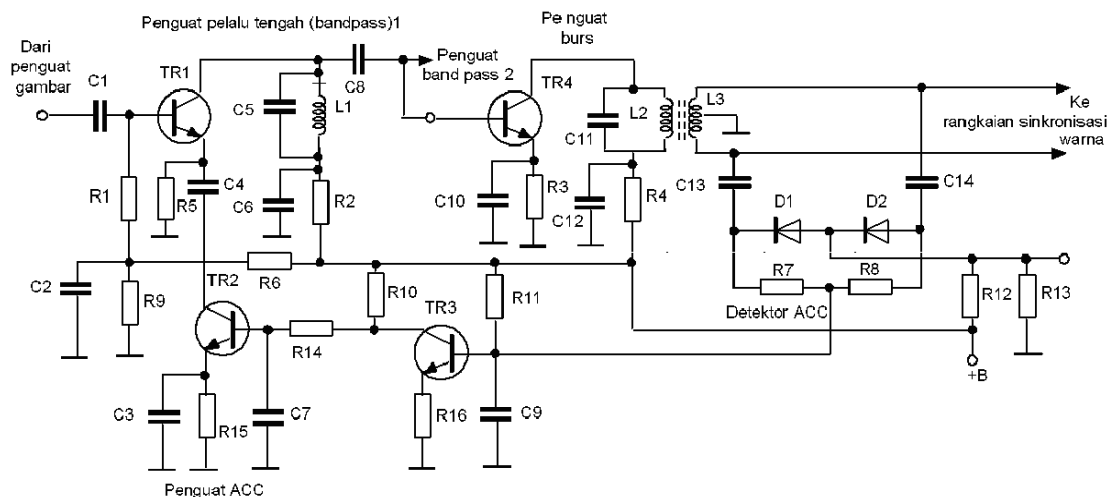 Penguat pelalu tengah (bandpass)1
Pe nguat
burs
Dari
penguat
gambar
C1
TR1
C8
Penguat
band pass 2
TR4
C5
L1
C11
L2
L3
Ke
rangkaian sinkronisasi
warna
R1
R5
C4
C6
R2
C10
R3
C12
R4
C13
C14
D1
D2
C2
R9
TR2
R6
R10
TR3
R11
R7
R8
R12
R13
Detektor ACC
R14
+B
C3
R15
C7
R16
C9
Penguat ACC